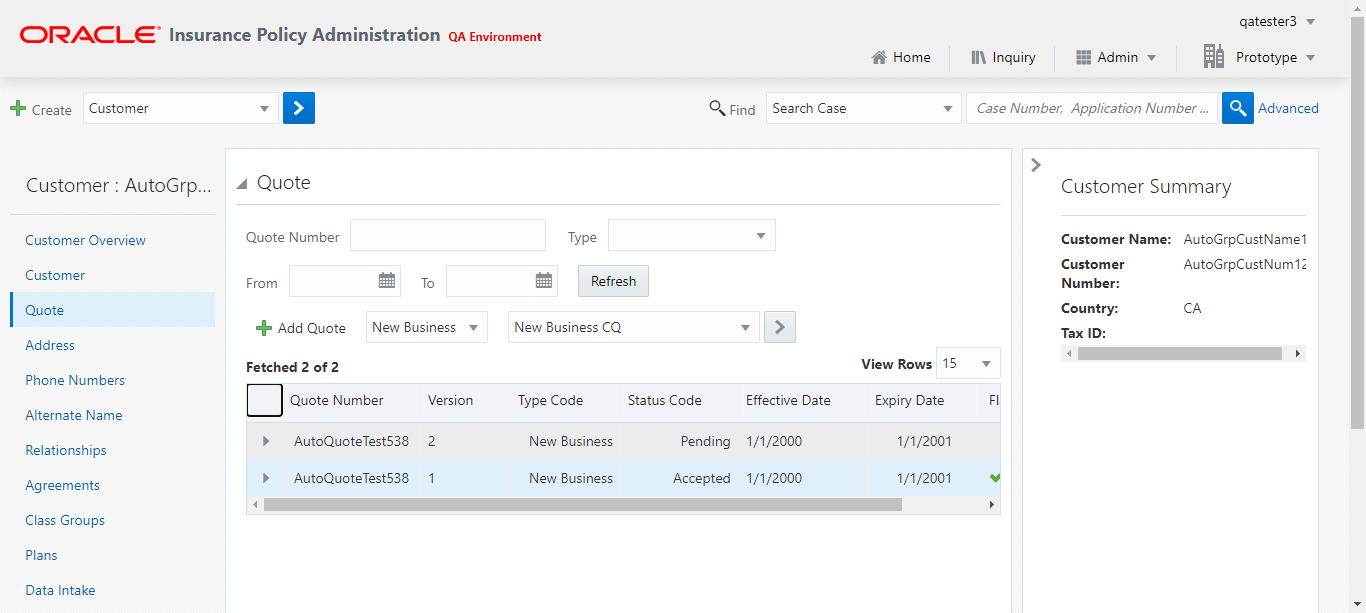 ORACLE Insurance Policy Administration QA Environment
qatester3
Home Inquiry Admin Prototype
Create Customer
Find Search Case Case Number, Application Number ... Advanced
Customer : AutoGrp...
Customer Overview
Customer
Quote
Address
Phone Numbers
Alternate Name
Relationships
Agreements
Class Groups
Plans
Data Intake
Quote
Quote Number Type
From To Refresh
Add Quote New Business New Business CQ
Fetched 2 of 2 View Rows 15
Quote Number Version Type Code Status Code Effective Date Expiry Date
AutoQuoteTest538 2 New Business Pending 1/1/2000 1/1/2001
AutoQuoteTest538 1 New Business Accepted 1/1/2000 1/1/2001
Customer Summary
Customer Name: AutoGrpCustName1
Customer AutoGrpCustNum12
Number:
Country: CA
Tax ID: